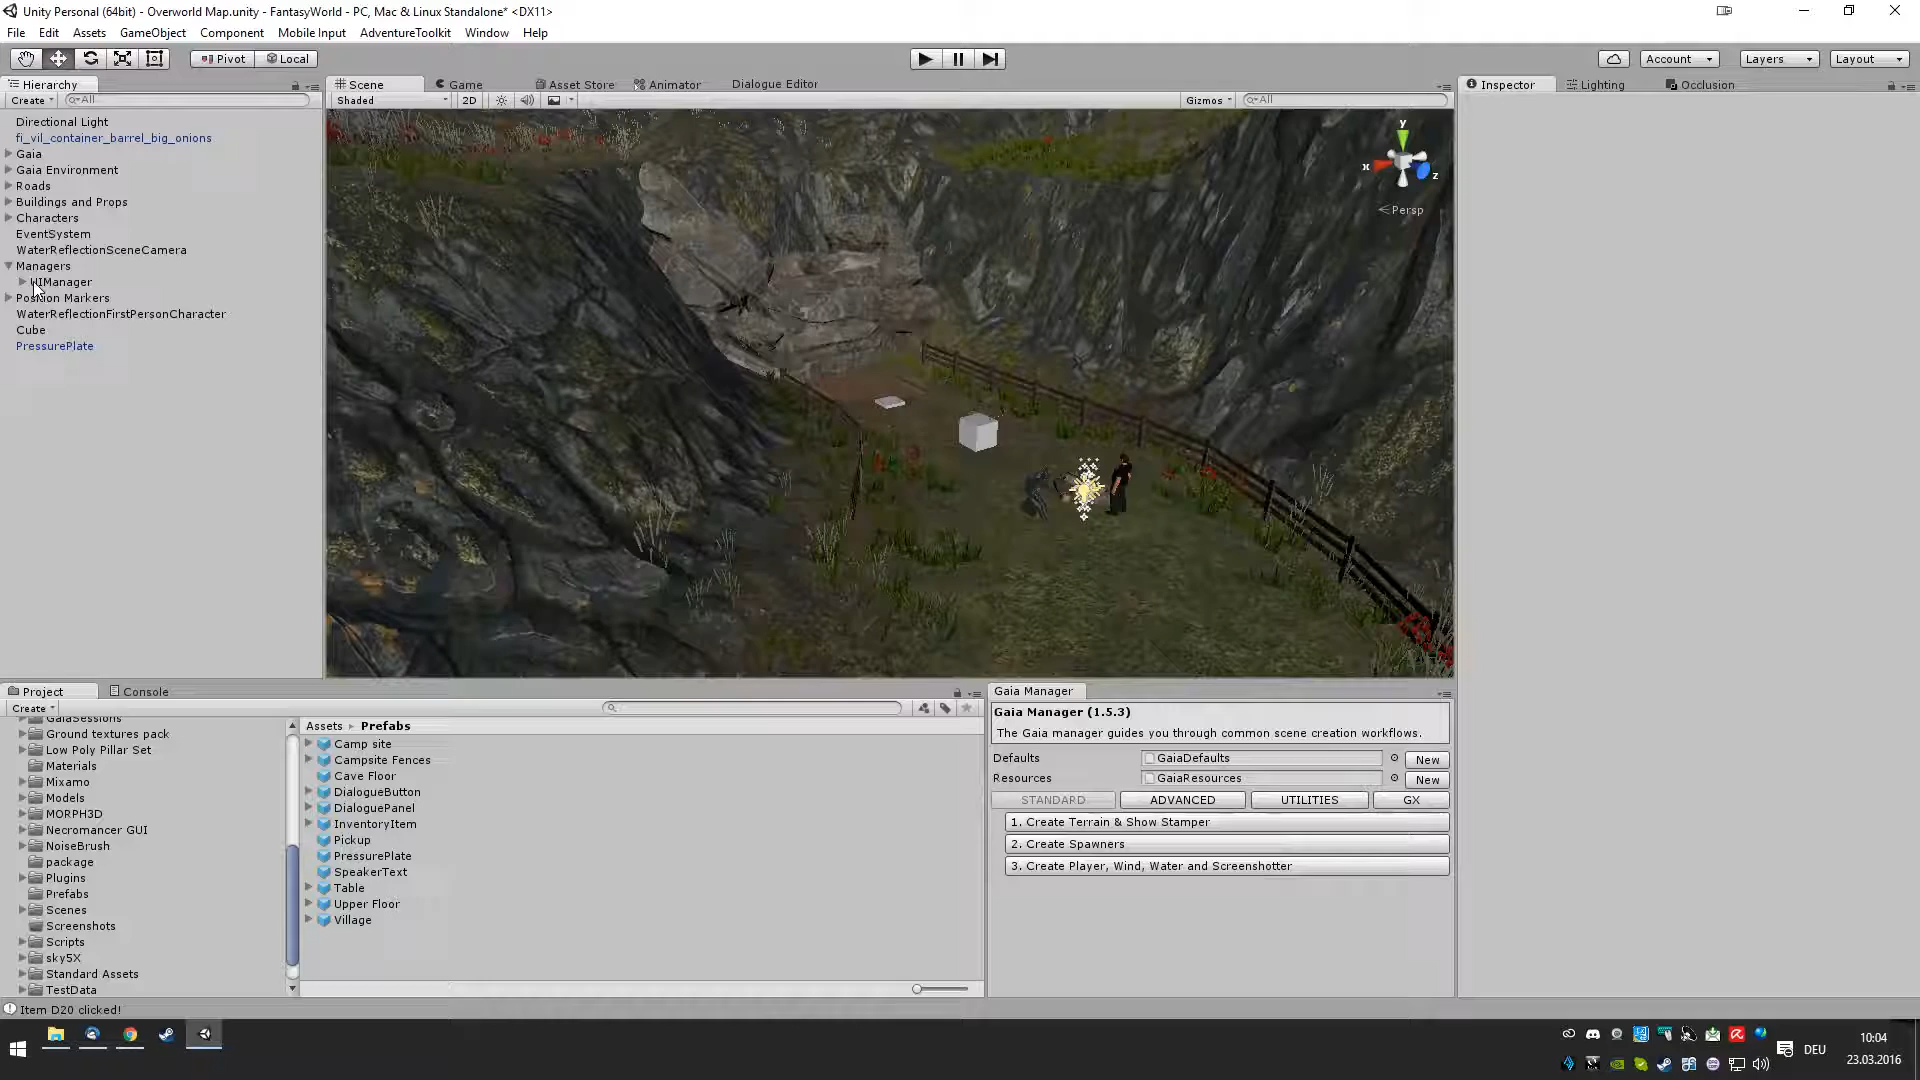 Unity Personal (64bit) - Overworld Map.unity - FantasyWorld - PC, Mac & Linux Standalone* <DX11>
File Edit Assets GameObject Component Mobile Input AdventureToolkit Window Help
Pivot Local Account Layers Layout
Hierarchy
Create All
Directional Light
fi_vil_container_barrel_big_onions
Gaia
Gaia Environment
Roads
Buildings and Props
Characters
EventSystem
WaterReflectionSceneCamera
Managers
UIManager
Position Markers
WaterReflectionFirstPersonCharacter
Cube
PressurePlate
Scene Game Asset Store Animator Dialogue Editor
Shaded 2D Gizmos All
y
x
z
Persp
Inspector Lighting Occlusion
Project Console
Create
GaiaSessions
Ground textures pack
Low Poly Pillar Set
Materials
Mixamo
Models
MORPH3D
Necromancer GUI
NoiseBrush
package
Plugins
Prefabs
Scenes
Screenshots
Scripts
sky5X
Standard Assets
TestData
Assets Prefabs
Camp site
Campsite Fences
Cave Floor
DialogueButton
DialoguePanel
InventoryItem
Pickup
PressurePlate
SpeakerText
Table
Upper Floor
Village
Gaia Manager
Gaia Manager (1.5.3)
The Gaia manager guides you through common scene creation workflows.
Defaults GaiaDefaults New
Resources GaiaResources New
STANDARD ADVANCED UTILITIES GX
1. Create Terrain & Show Stamper
2. Create Spawners
3. Create Player, Wind, Water and Screenshotter
Item D20 clicked!
DEU
10:04
23.03.2016